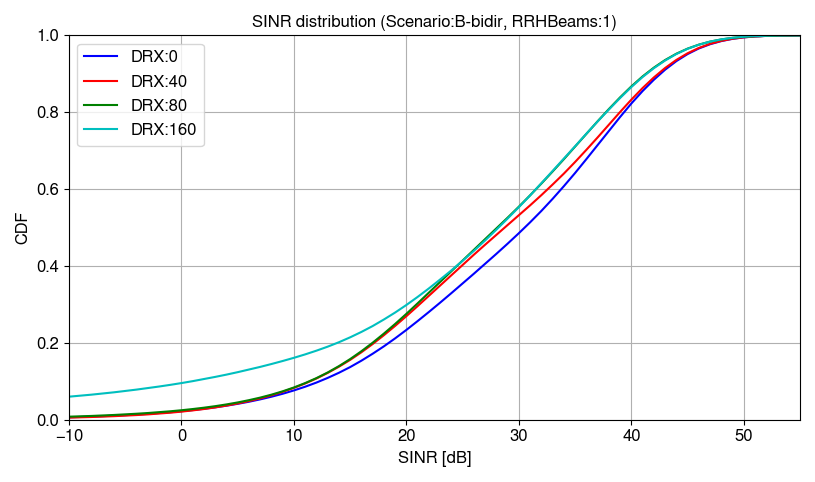 SINR distribution (Scenario:B-bidir, RRHBeams:1)
1.0
0.8
0.6
0.4
0.2
0.0
CDF
DRX:0
DRX:40
DRX:80
DRX:160
−10
0
10
20
30
40
50
SINR [dB]